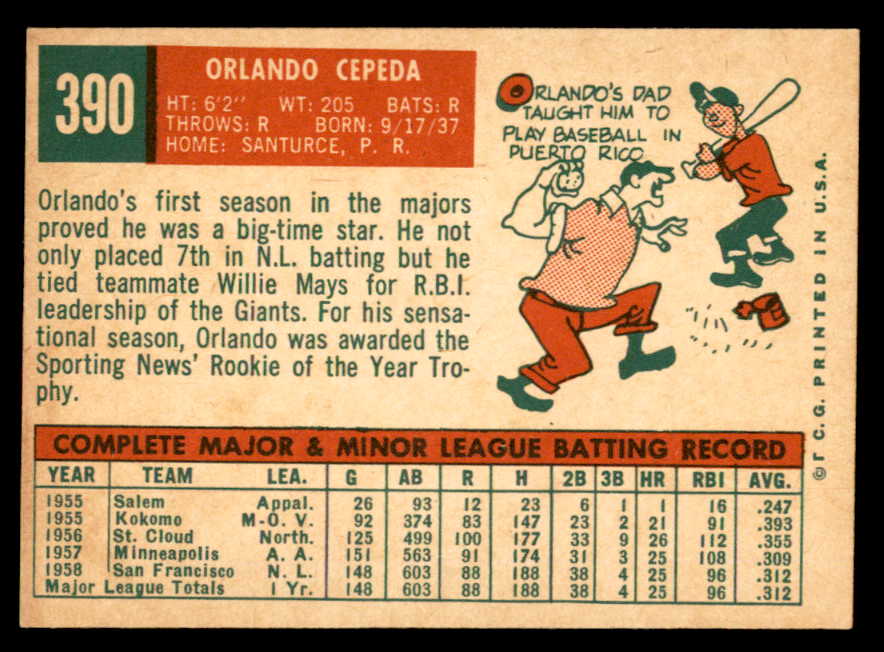 390
ORLANDO CEPEDA
HT: 6'2" WT: 205 BATS: R
THROWS: R BORN: 9/17/37
HOME: SANTURCE, P. R.
Orlando's first season in the majors
proved he was a big-time star. He not
only placed 7th in N.L. batting but he
tied teammate Willie Mays for R.B.I.
leadership of the Giants. For his sensa-
tional season, Orlando was awarded the
Sporting News' Rookie of the Year Tro-
phy.
ORLANDO'S DAD
TAUGHT HIM TO
PLAY BASEBALL IN
PUERTO RICO
© T. C. G. PRINTED IN U.S.A.
COMPLETE MAJOR & MINOR LEAGUE BATTING RECORD
YEAR TEAM LEA. G AB R H 2B 3B HR RBI AVG.
1955 Salem Appal. 26 93 12 23 6 1 1 16 .247
1955 Kokomo M-O. V. 92 374 83 147 23 2 21 91 .393
1956 St. Cloud North. 125 499 100 177 33 9 26 112 .355
1957 Minneapolis A. A. 151 563 91 174 31 3 25 108 .309
1958 San Francisco N. L. 148 603 88 188 38 4 25 96 .312
Major League Totals 1 Yr. 148 603 88 188 38 4 25 96 .312